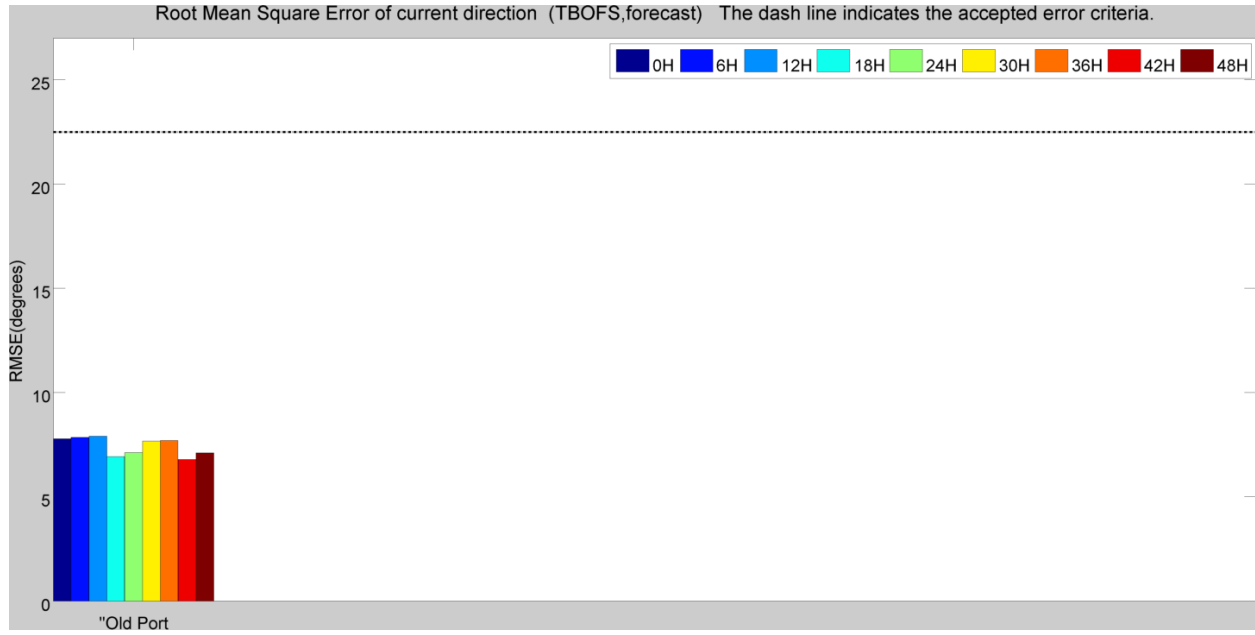 Root Mean Square Error of current direction (TBOFS,forecast) The dash line indicates the accepted error criteria.
0H 6H 12H 18H 24H 30H 36H 42H 48H
25
20
15
10
5
0
RMSE(degrees)
"Old Port